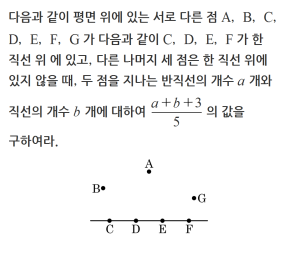 다음과 같이 평면 위에 있는 서로 다른 점 A, B, C,
D, E, F, G 가 다음과 같이 C, D, E, F 가 한
직선 위 에 있고, 다른 나머지 세 점은 한 직선 위에
있지 않을 때, 두 점을 지나는 반직선의 개수 a 개와
직선의 개수 b 개에 대하여 \frac{a+b+3}{5} 의 값을
구하여라.
A
B
G
C D E F